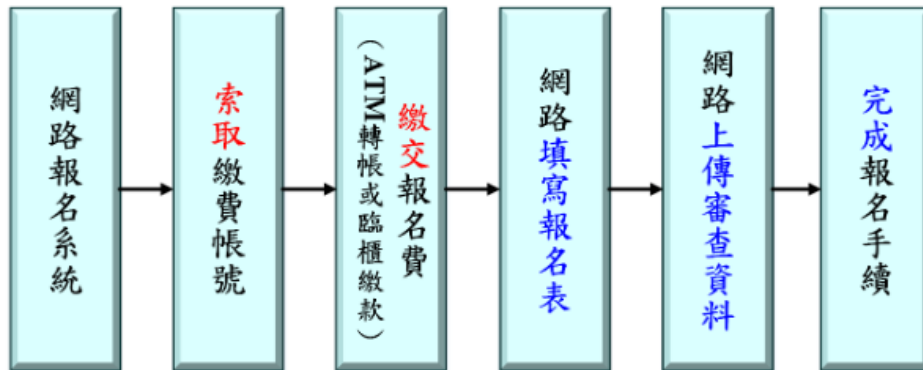 網路報名系統
索取繳費帳號
繳交報名費
（ATM轉帳或臨櫃繳款）
網路填寫報名表
網路上傳審查資料
完成報名手續